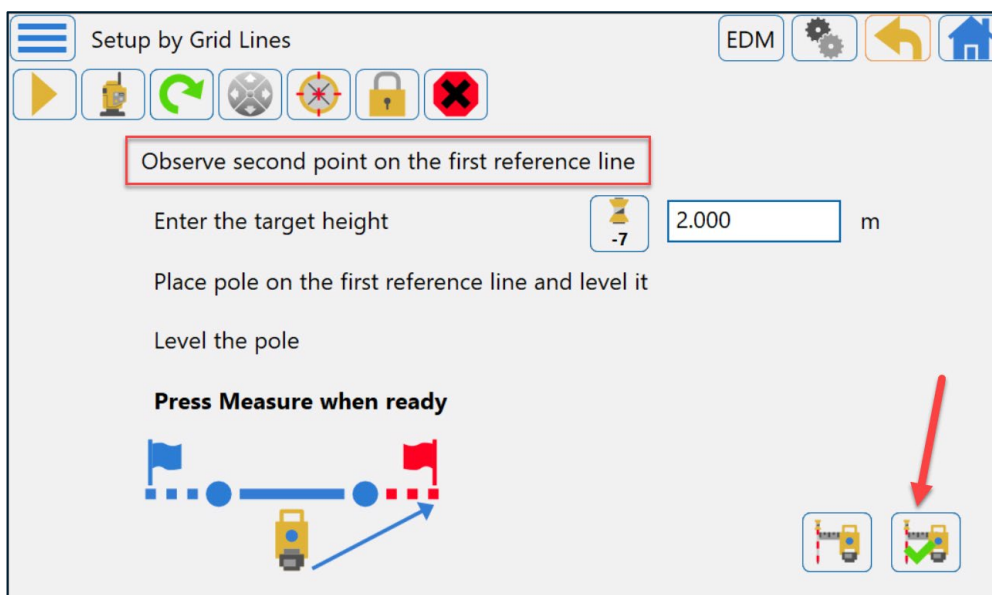 Setup by Grid Lines
EDM
Observe second point on the first reference line
Enter the target height
-7
2.000
m
Place pole on the first reference line and level it
Level the pole
Press Measure when ready